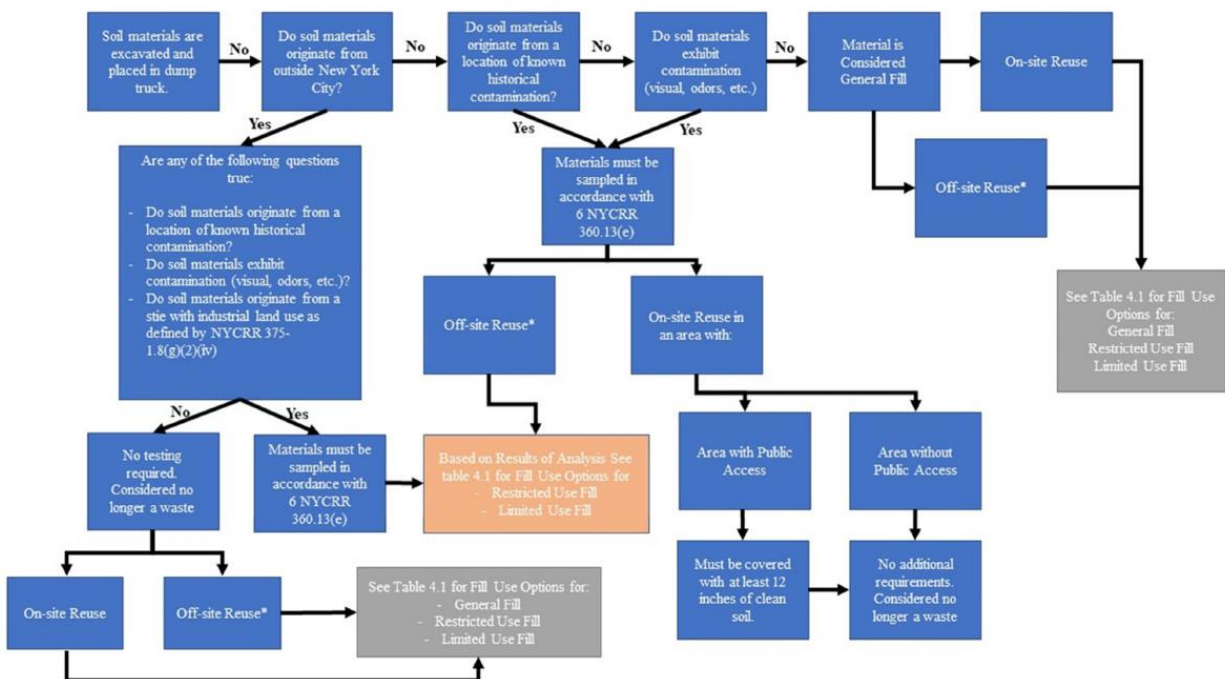 Soil materials are
excavated and
placed in dump
truck.
No
Do soil materials
originate from
outside New York
City?
No
Do soil materials
originate from a
location of known
historical
contamination?
No
Do soil materials
exhibit
contamination
(visual, odors, etc.)
No
Material is
Considered
General Fill
On-site Reuse
Yes
Yes
Yes
Are any of the following questions
true:
- Do soil materials originate from a
location of known historical
contamination?
- Do soil materials exhibit
contamination (visual, odors, etc.)?
- Do soil materials originate from a
stie with industrial land use as
defined by NYCRR 375-
1.8(g)(2)(iv)
Materials must be
sampled in
accordance with
6 NYCRR
360.13(e)
Off-site Reuse*
Off-site Reuse*
On-site Reuse in
an area with:
See Table 4.1 for Fill Use
Options for:
General Fill
Restricted Use Fill
Limited Use Fill
No
Yes
No testing
required.
Considered no
longer a waste
Materials must be
sampled in
accordance with
6 NYCRR
360.13(e)
Based on Results of Analysis See
table 4.1 for Fill Use Options for
- Restricted Use Fill
- Limited Use Fill
Area with Public
Access
Area without
Public Access
On-site Reuse
Off-site Reuse*
See Table 4.1 for Fill Use Options for:
- General Fill
- Restricted Use Fill
- Limited Use Fill
Must be covered
with at least 12
inches of clean
soil.
No additional
requirements.
Considered no
longer a waste